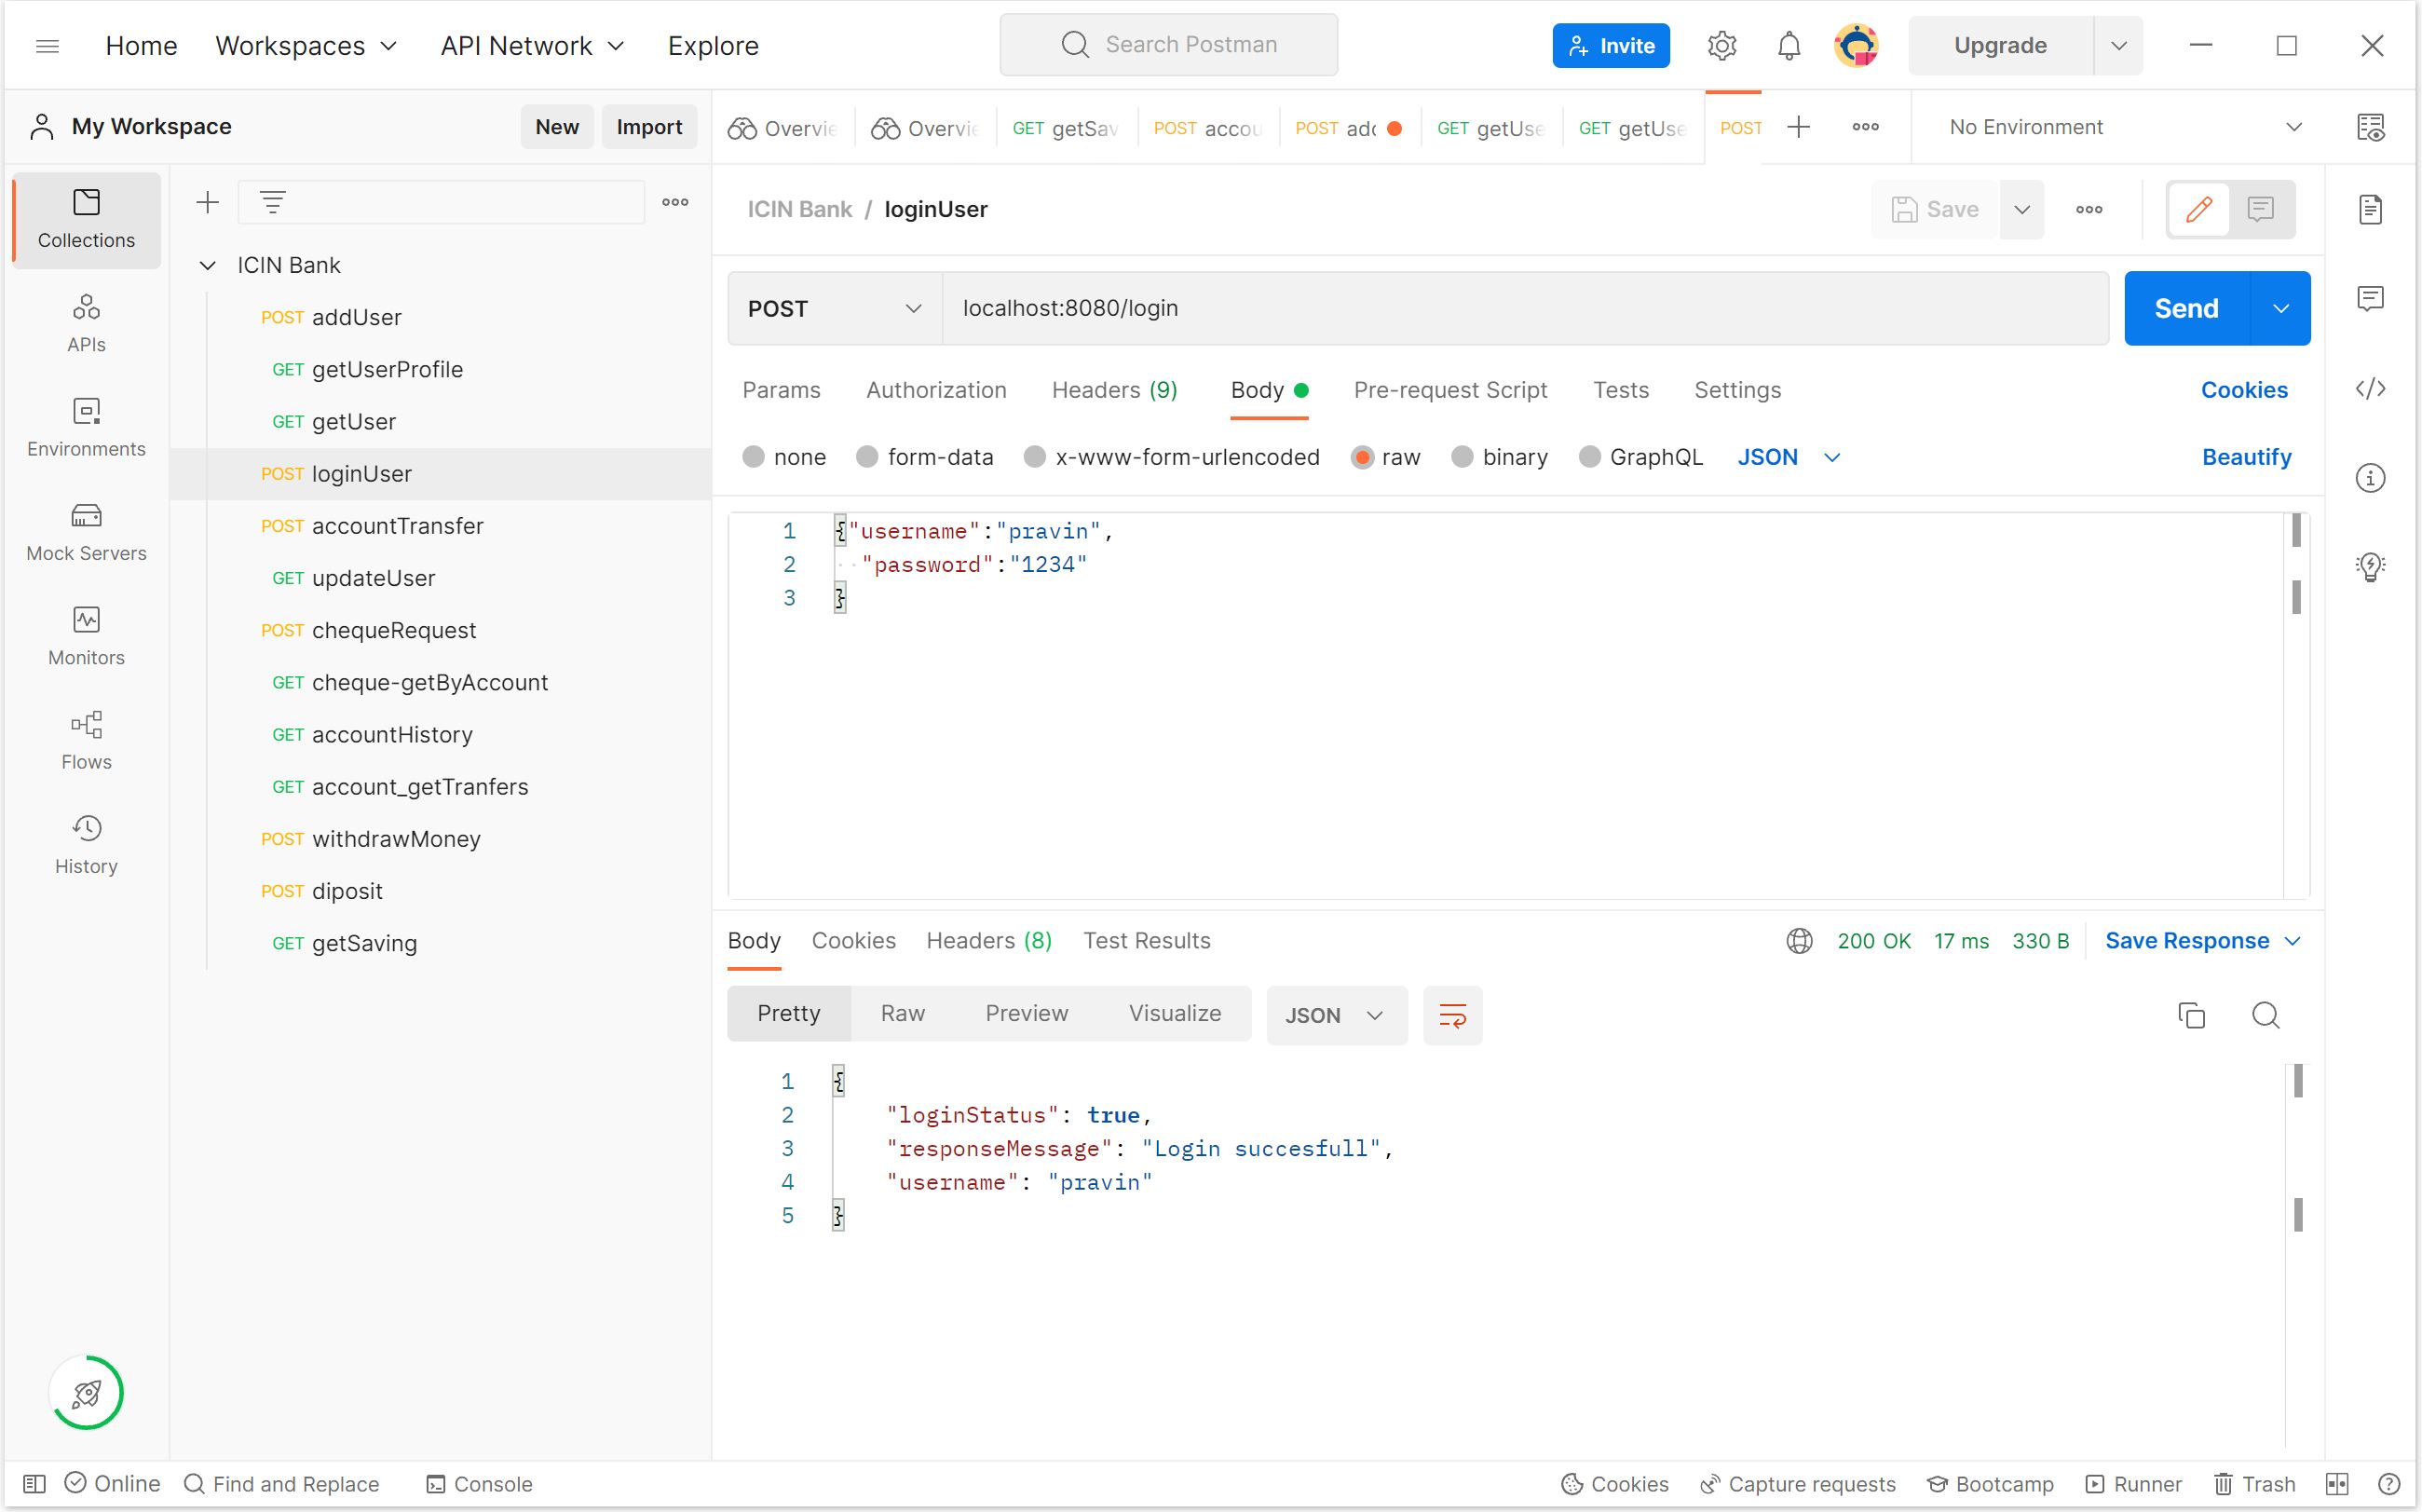 Home Workspaces API Network Explore Search Postman Invite Upgrade
My Workspace New Import Overvie Overvie GET getSav POST accou POST adc GET getUse GET getUse POST No Environment
Collections
APIs
Environments
Mock Servers
Monitors
Flows
History
ICIN Bank
POST addUser
GET getUserProfile
GET getUser
POST loginUser
POST accountTransfer
GET updateUser
POST chequeRequest
GET cheque-getByAccount
GET accountHistory
GET account_getTranfers
POST withdrawMoney
POST diposit
GET getSaving
ICIN Bank / loginUser Save
POST localhost:8080/login Send
Params Authorization Headers (9) Body Pre-request Script Tests Settings Cookies
none form-data x-www-form-urlencoded raw binary GraphQL JSON Beautify
1 {"username":"pravin",
2 "password":"1234"
3 }
Body Cookies Headers (8) Test Results 200 OK 17 ms 330 B Save Response
Pretty Raw Preview Visualize JSON
1 {
2 "loginStatus": true,
3 "responseMessage": "Login succesfull",
4 "username": "pravin"
5 }
Online Find and Replace Console Cookies Capture requests Bootcamp Runner Trash